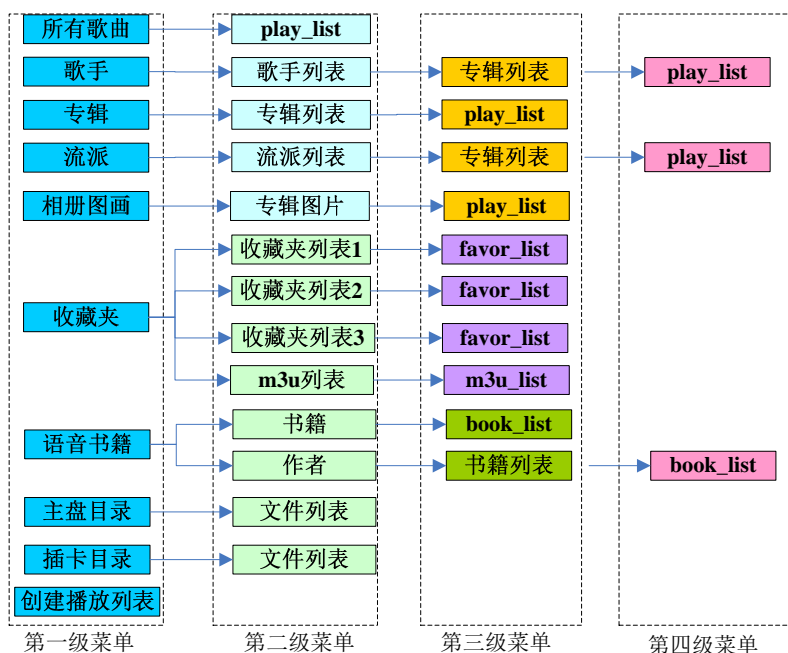 所有歌曲 play_list
歌手 歌手列表 专辑列表 play_list
专辑 专辑列表 play_list
流派 流派列表 专辑列表 play_list
相册图画 专辑图片 play_list
收藏夹列表1 favor_list
收藏夹列表2 favor_list
收藏夹
收藏夹列表3 favor_list
m3u列表 m3u_list
书籍 book_list
语音书籍
作者 书籍列表 book_list
主盘目录 文件列表
插卡目录 文件列表
创建播放列表
第一级菜单 第二级菜单 第三级菜单 第四级菜单